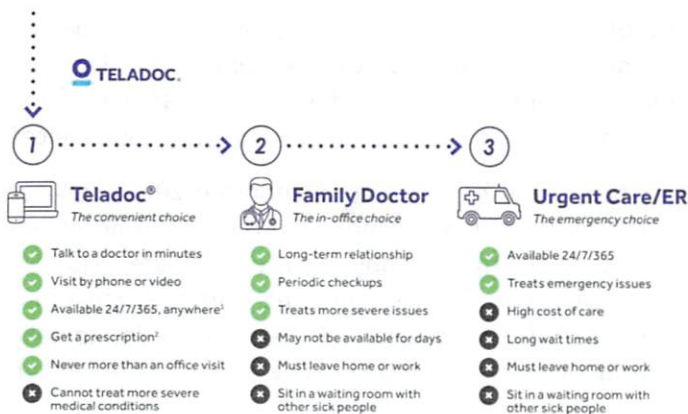 TELADOC.
1
2
3
Teladoc®
The convenient choice
Talk to a doctor in minutes
Visit by phone or video
Available 24/7/365, anywhere¹
Get a prescription²
Never more than an office visit
Cannot treat more severe
medical conditions
Family Doctor
The in-office choice
Long-term relationship
Periodic checkups
Treats more severe issues
May not be available for days
Must leave home or work
Sit in a waiting room with
other sick people
Urgent Care/ER
The emergency choice
Available 24/7/365
Treats emergency issues
High cost of care
Long wait times
Must leave home or work
Sit in a waiting room with
other sick people